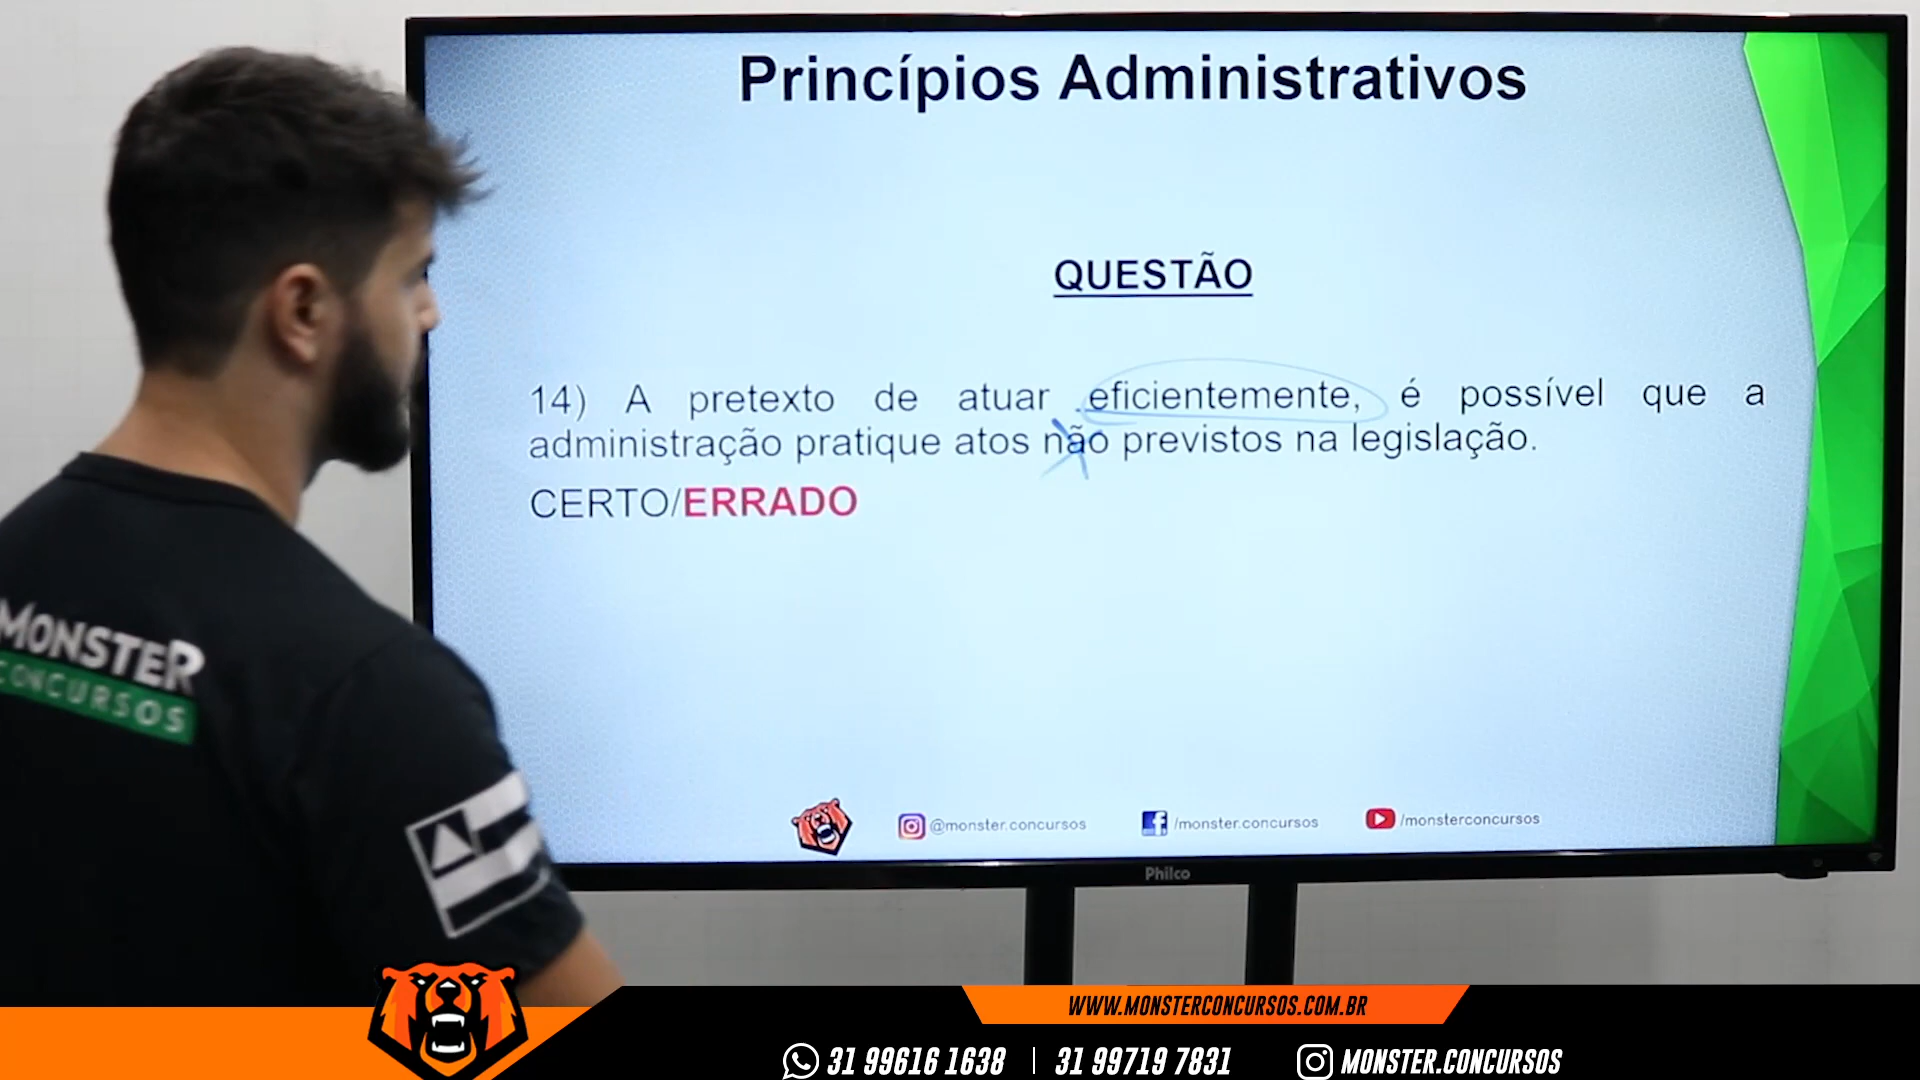 Princípios Administrativos
QUESTÃO
14) A pretexto de atuar eficientemente, é possível que a
administração pratique atos não previstos na legislação.
CERTO/ERRADO
MONSTER
CONCURSOS
@monster.concursos
/monster.concursos
/monsterconcursos
Philco
WWW.MONSTERCONCURSOS.COM.BR
31 99616 1638 | 31 99719 7831
MONSTER.CONCURSOS